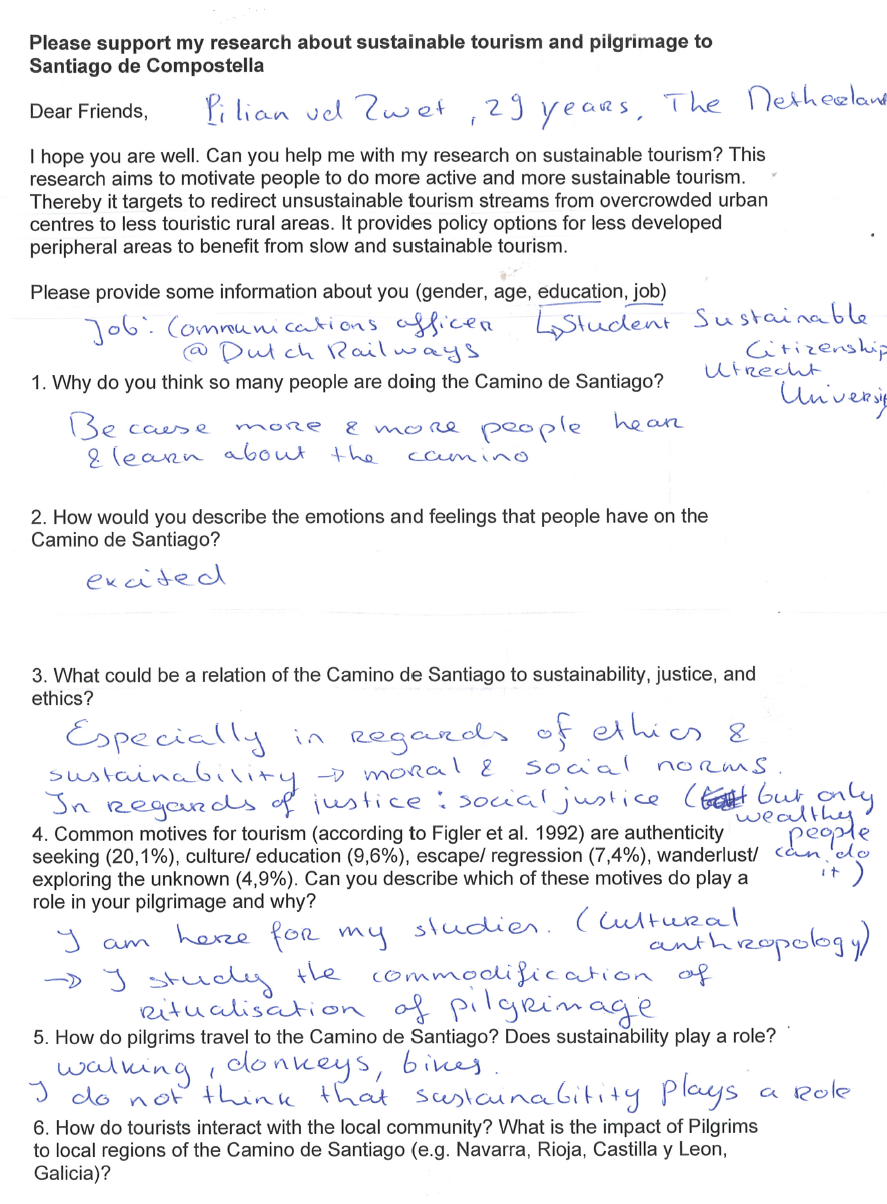 Please support my research about sustainable tourism and pilgrimage to
Santiago de Compostella
Dear Friends, Pilian vd Zwet, 29 years, The Netherland
I hope you are well. Can you help me with my research on sustainable tourism? This
research aims to motivate people to do more active and more sustainable tourism.
Thereby it targets to redirect unsustainable tourism streams from overcrowded urban
centres to less touristic rural areas. It provides policy options for less developed
peripheral areas to benefit from slow and sustainable tourism.
Please provide some information about you (gender, age, education, job)
Job: Communications officer
@ Dutch Railways
↳ Student Sustainable
Citizenship
Utrecht
Universi
1. Why do you think so many people are doing the Camino de Santiago?
Because more & more people hear
& learn about the camino
2. How would you describe the emotions and feelings that people have on the
Camino de Santiago?
excited
3. What could be a relation of the Camino de Santiago to sustainability, justice, and
ethics?
Especially in regards of ethics &
sustainability → moral & social norms.
In regards of justice: social justice ( but only
wealthy
people
can do
it)
4. Common motives for tourism (according to Figler et al. 1992) are authenticity
seeking (20,1%), culture/ education (9,6%), escape/ regression (7,4%), wanderlust/
exploring the unknown (4,9%). Can you describe which of these motives do play a
role in your pilgrimage and why?
I am here for my studies. (Cultural
anthropology)
→ I study the commodification of
ritualisation of pilgrimage
5. How do pilgrims travel to the Camino de Santiago? Does sustainability play a role?
walking, donkeys, bikes.
I do not think that sustainability plays a role
6. How do tourists interact with the local community? What is the impact of Pilgrims
to local regions of the Camino de Santiago (e.g. Navarra, Rioja, Castilla y Leon,
Galicia)?